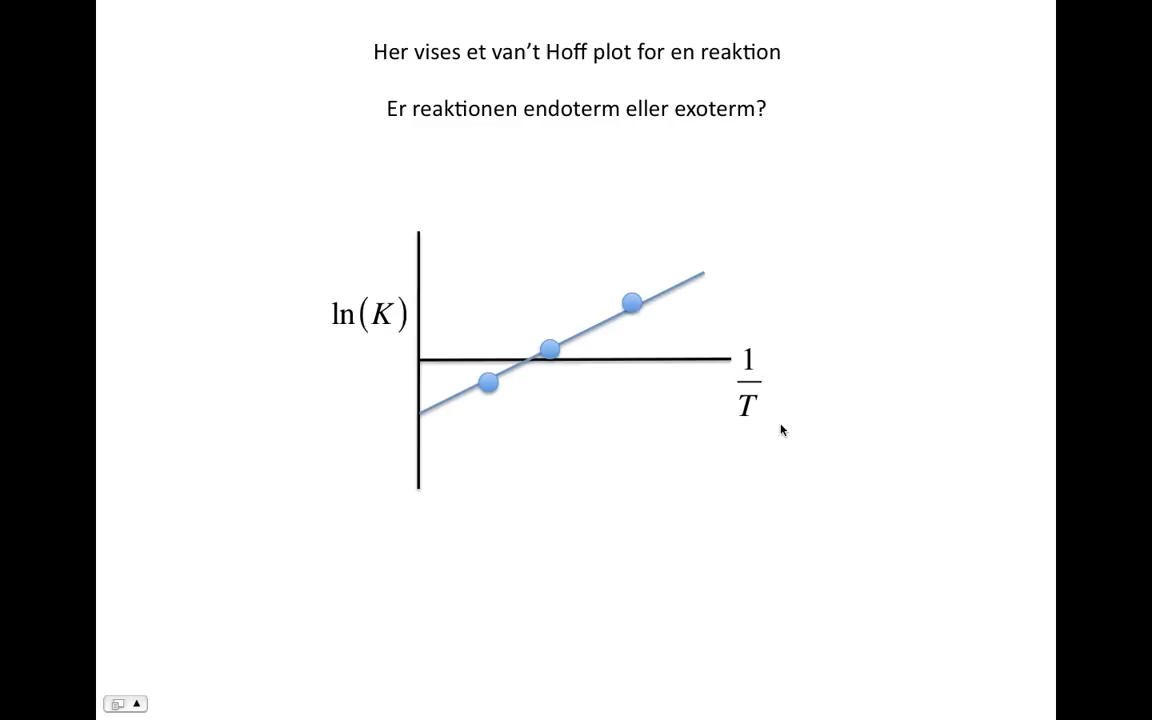 Her vises et van’t Hoff plot for en reaktion
Er reaktionen endoterm eller exoterm?
ln(K)
1
T